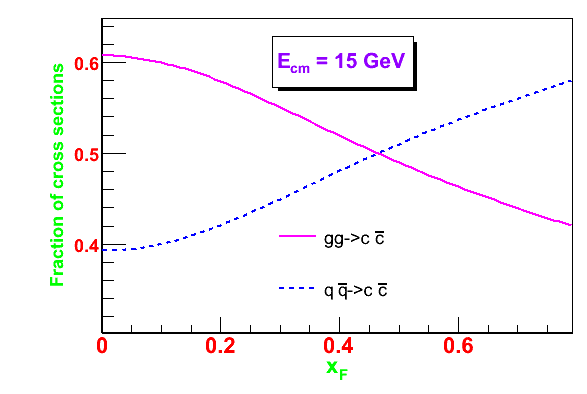 E_cm = 15 GeV
Fraction of cross sections
0.6
0.5
0.4
gg->c c̅
q q̅->c c̅
0 0.2 0.4 0.6
x_F